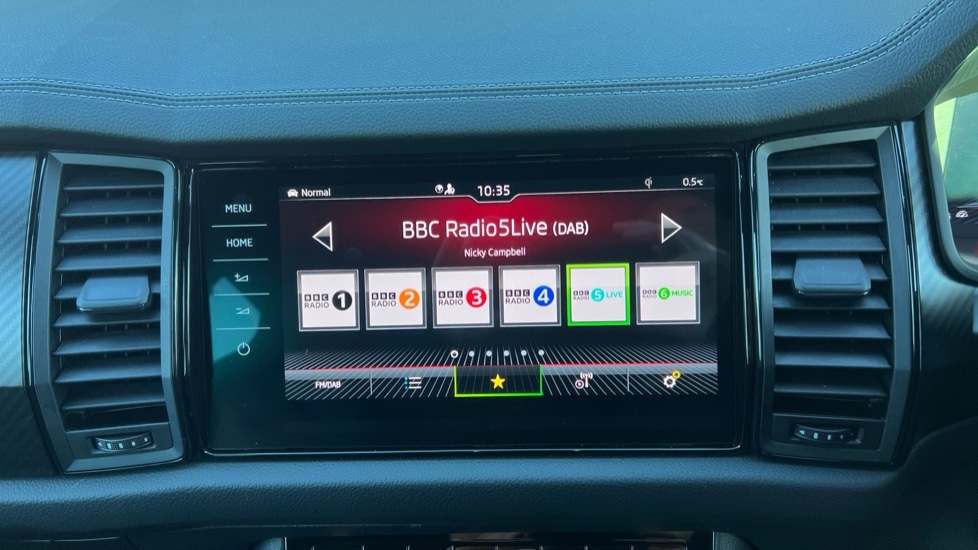 MENU
HOME
Normal
10:35
0.5°c
BBC Radio5Live (DAB)
Nicky Campbell
BBC RADIO 1
BBC RADIO 2
BBC RADIO 3
BBC RADIO 4
BBC RADIO 5 LIVE
BBC RADIO 6 MUSIC
FM/DAB